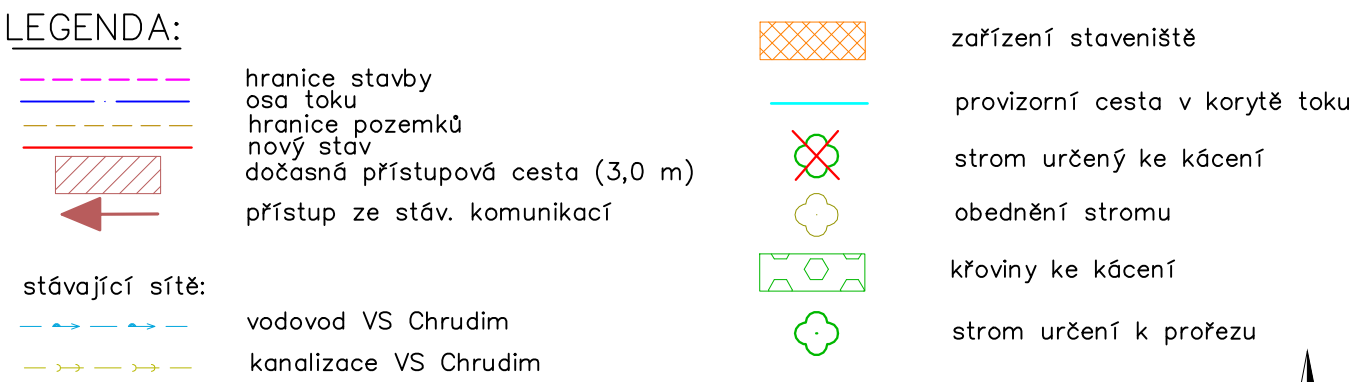 LEGENDA:
hranice stavby
osa toku
hranice pozemků
nový stav
dočasná přístupová cesta (3,0 m)
přístup ze stáv. komunikací
stávající sítě:
vodovod VS Chrudim
kanalizace VS Chrudim
zařízení staveniště
provizorní cesta v korytě toku
strom určený ke kácení
obednění stromu
křoviny ke kácení
strom určení k prořezu